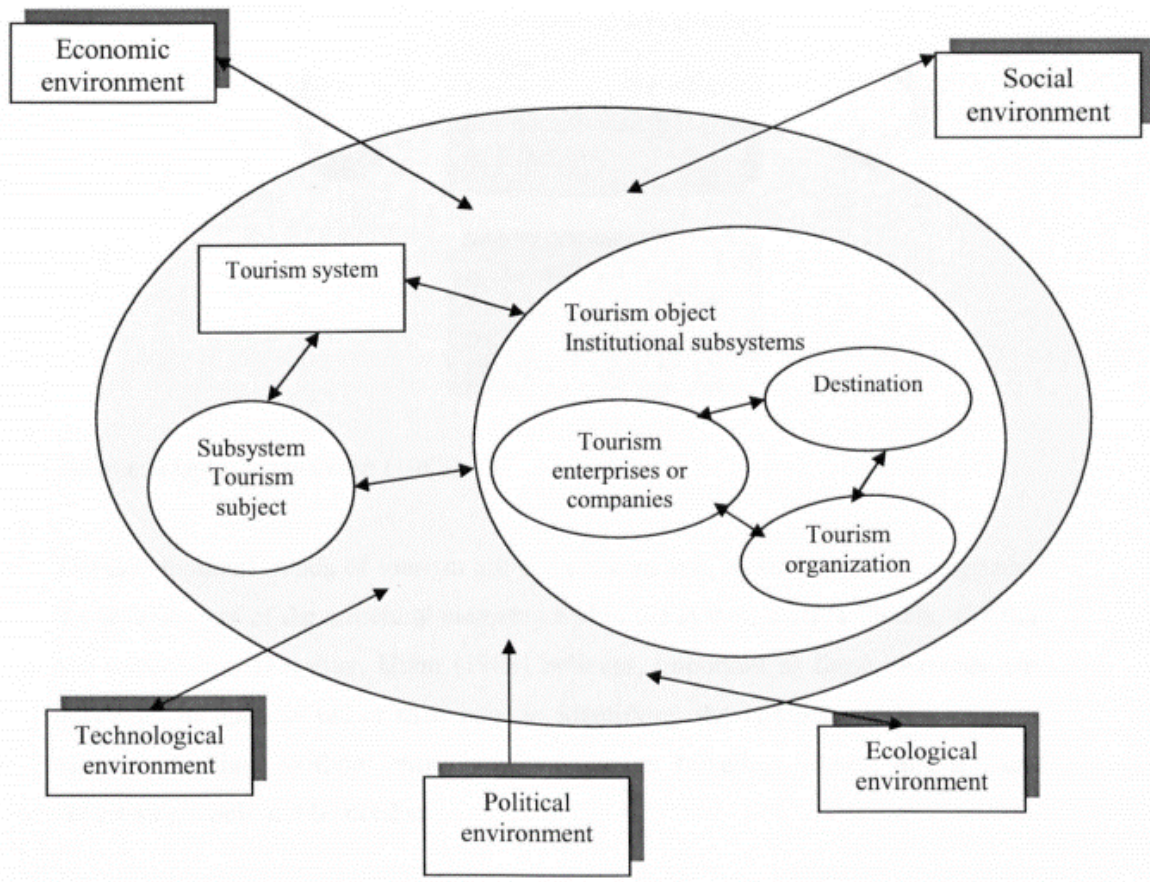 Economic
environment
Social
environment
Tourism system
Tourism object
Institutional subsystems
Destination
Subsystem
Tourism
subject
Tourism
enterprises or
companies
Tourism
organization
Technological
environment
Political
environment
Ecological
environment